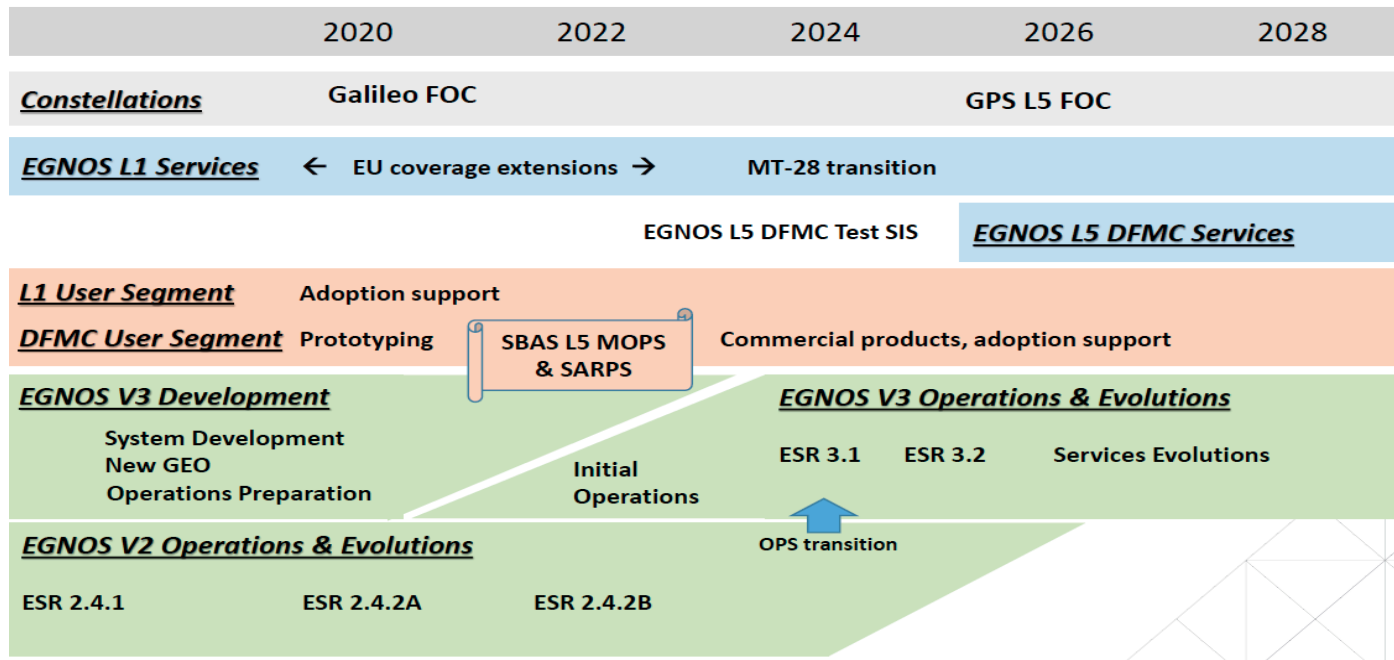 2020 2022 2024 2026 2028
Constellations Galileo FOC GPS L5 FOC
EGNOS L1 Services ← EU coverage extensions → MT-28 transition
EGNOS L5 DFMC Test SIS EGNOS L5 DFMC Services
L1 User Segment Adoption support
DFMC User Segment Prototyping SBAS L5 MOPS Commercial products, adoption support
& SARPS
EGNOS V3 Development EGNOS V3 Operations & Evolutions
System Development
New GEO
Operations Preparation
Initial
Operations
ESR 3.1 ESR 3.2 Services Evolutions
EGNOS V2 Operations & Evolutions OPS transition
ESR 2.4.1 ESR 2.4.2A ESR 2.4.2B